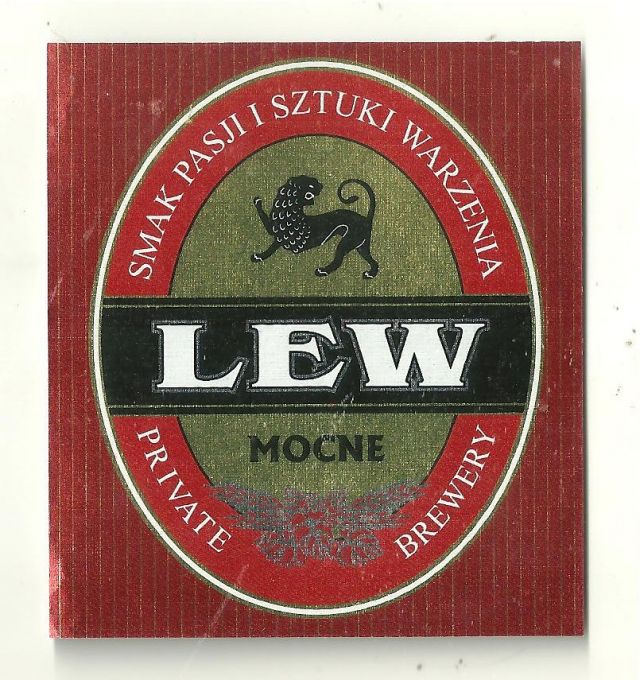 SMAK PASJI I SZTUKI WARZENIA
LEW
MOCNE
PRIVATE BREWERY